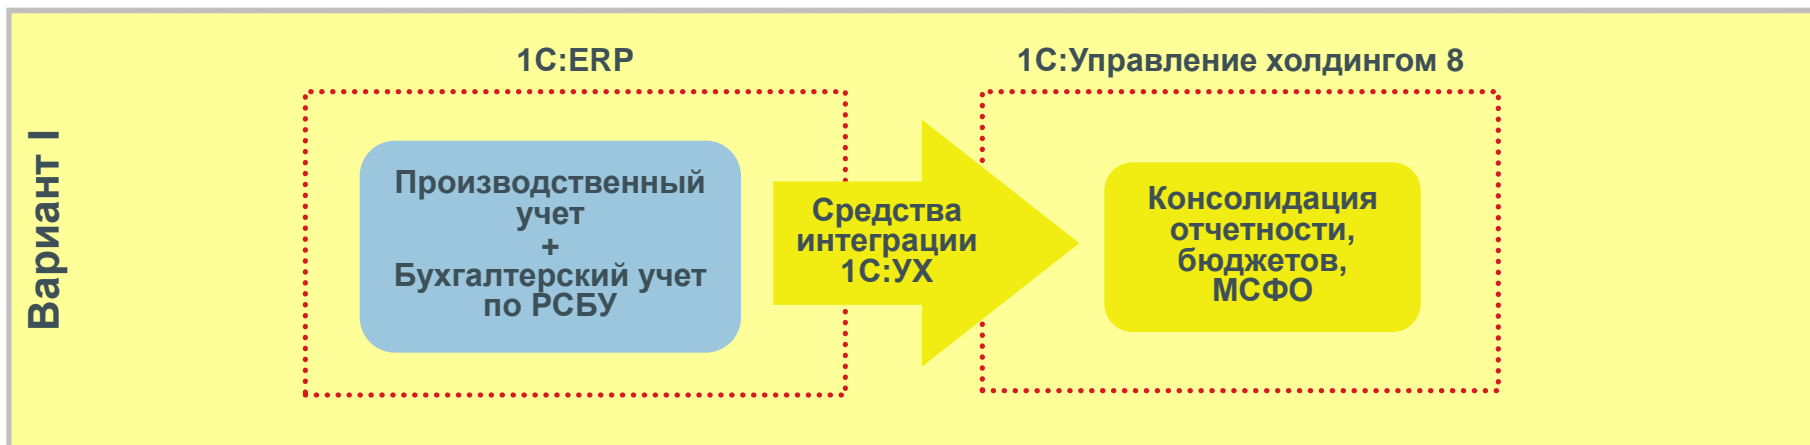 Вариант I
1С:ERP
Производственный
учет
+
Бухгалтерский учет
по РСБУ
Средства
интеграции
1С:УХ
1С:Управление холдингом 8
Консолидация
отчетности,
бюджетов,
МСФО